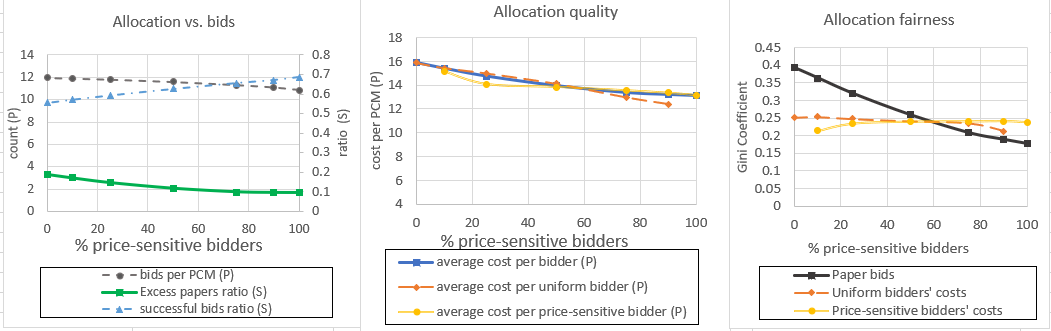 Allocation vs. bids
14
12
10
8
6
4
2
0
count (P)
0.8
0.7
0.6
0.5
0.4
0.3
0.2
0.1
0
ratio (S)
0 20 40 60 80 100
% price-sensitive bidders
bids per PCM (P)
Excess papers ratio (S)
successful bids ratio (S)
Allocation quality
18
16
14
12
10
8
6
4
cost per PCM (P)
0 20 40 60 80 100
% price-sensitive bidders
average cost per bidder (P)
average cost per uniform bidder (P)
average cost per price-sensitive bidder (P)
Allocation fairness
0.45
0.4
0.35
0.3
0.25
0.2
0.15
0.1
0.05
0
Gini Coefficient
0 20 40 60 80 100
% price-sensitive bidders
Paper bids
Uniform bidders' costs
Price-sensitive bidders' costs